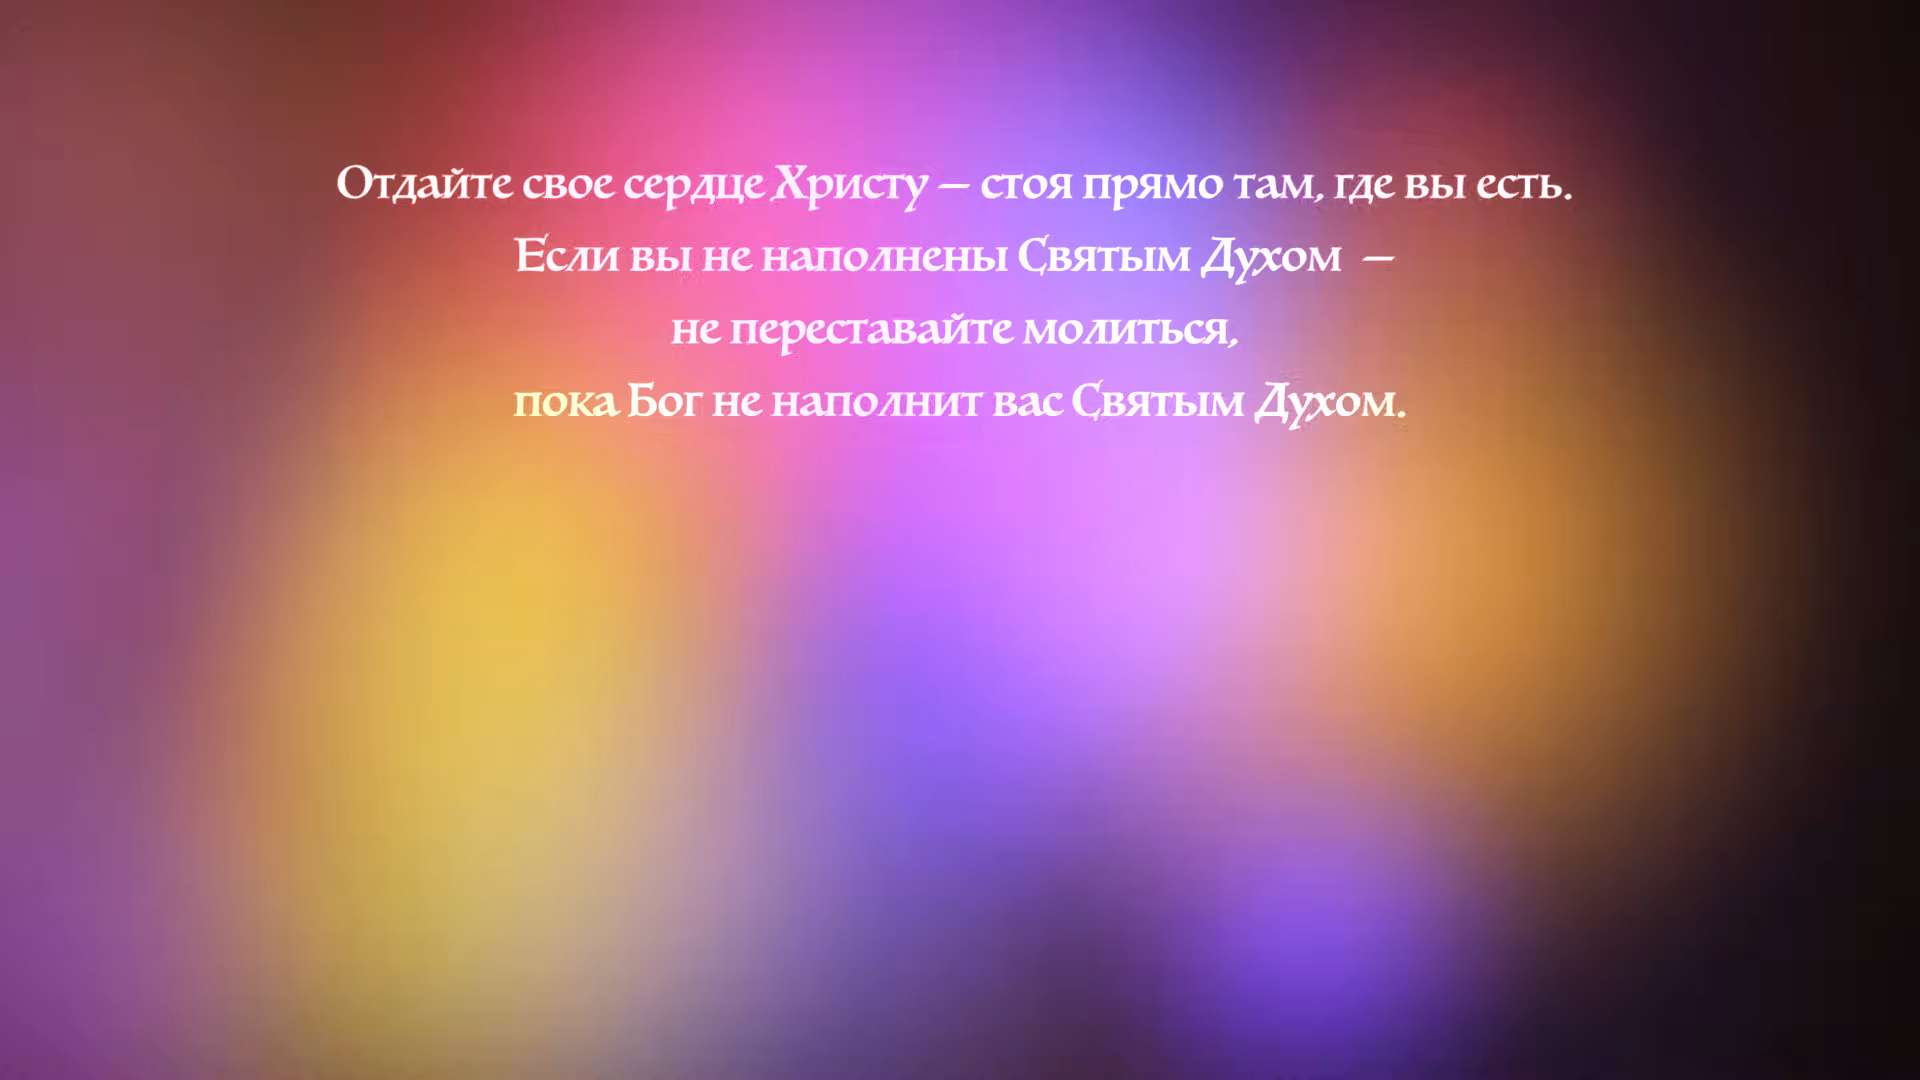 Отдайте свое сердце Христу – стоя прямо там, где вы есть.
Если вы не наполнены Святым Духом –
не переставайте молиться,
пока Бог не наполнит вас Святым Духом.